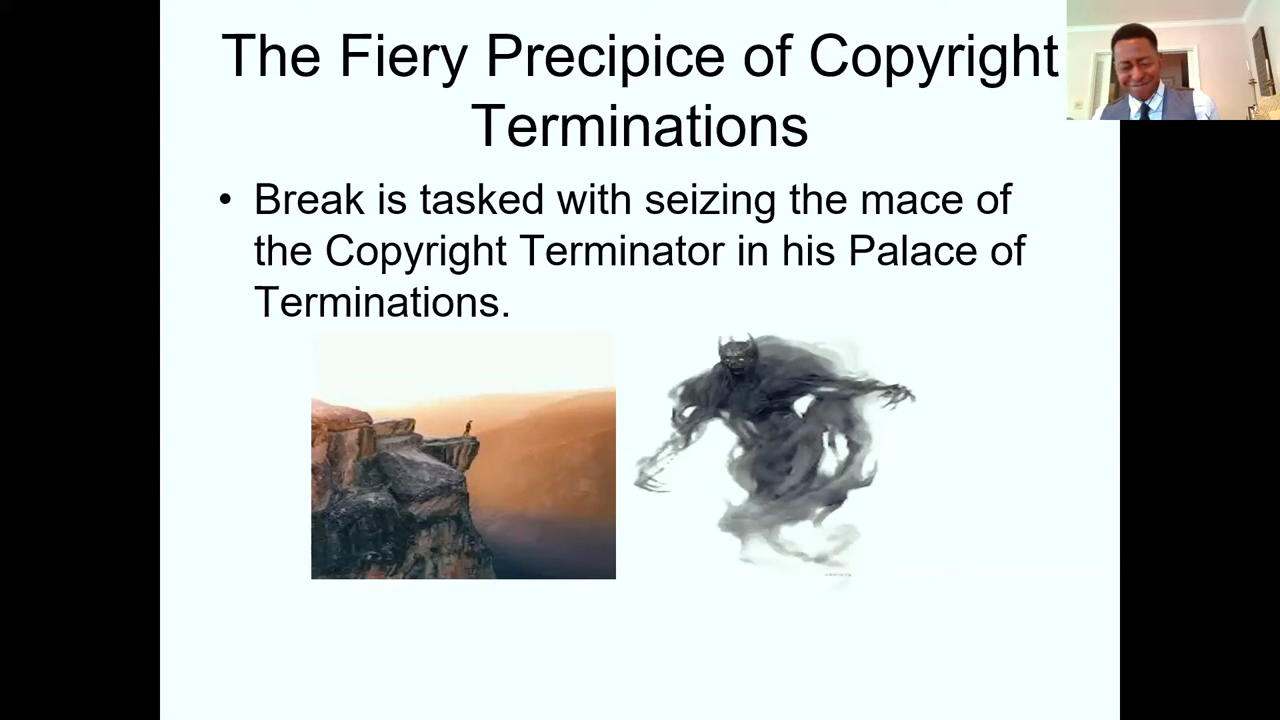 The Fiery Precipice of Copyright
Terminations
• Break is tasked with seizing the mace of
the Copyright Terminator in his Palace of
Terminations.